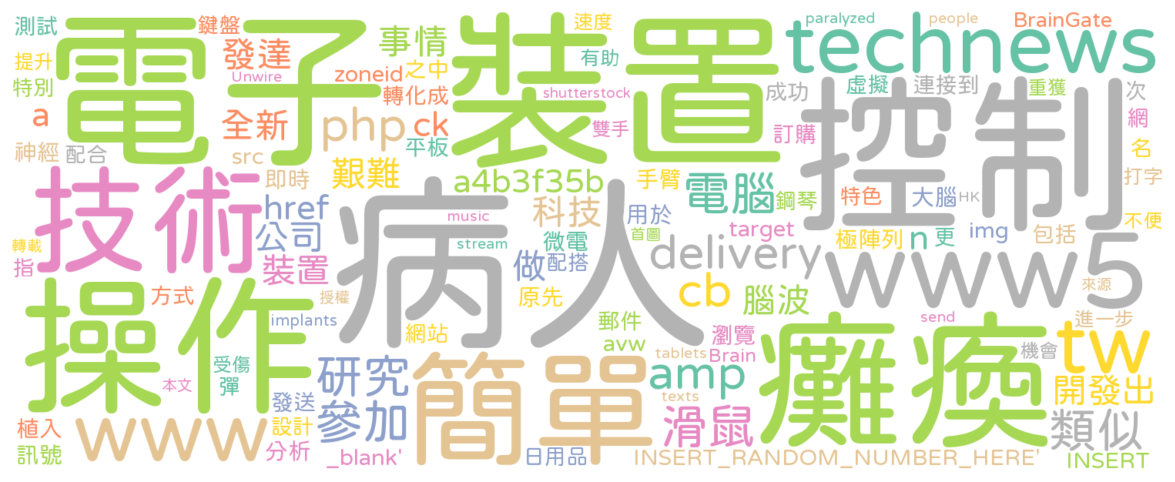 測試 鍵盤 電子 裝置 事情 速度 paralyzed people BrainGate
提升 發達 之中 有助 technews
特別 Unwire zoneid 轉化成 shutterstock 成功 虛擬 連接到 重獲 次
a 全新 php ck 雙手 訂購 控制 網
神經 配合 src 平板 名
技術 即時 艱難 a4b3f35b 手臂 電腦 鋼琴 特色 大腦 HK 打字
href 病人 科技 用於 music 不便
轉載 公司 stream 微電 首圖 target 極陣列 n 更 img 包括
指 裝置 做 配搭 delivery www5
操作 方式 授權 原先 cb 腦波 來源
implants 網站 郵件 瀏覽 send 進一步
受傷 avw tablets Brain 癱瘓 機會 tw
本文 彈 研究 簡單 amp 開發出
發送 texts
植入 www 設計 參加 滑鼠 類似
訊號 分析 _blank' 日用品 INSERT_RANDOM_NUMBER_HERE' INSERT